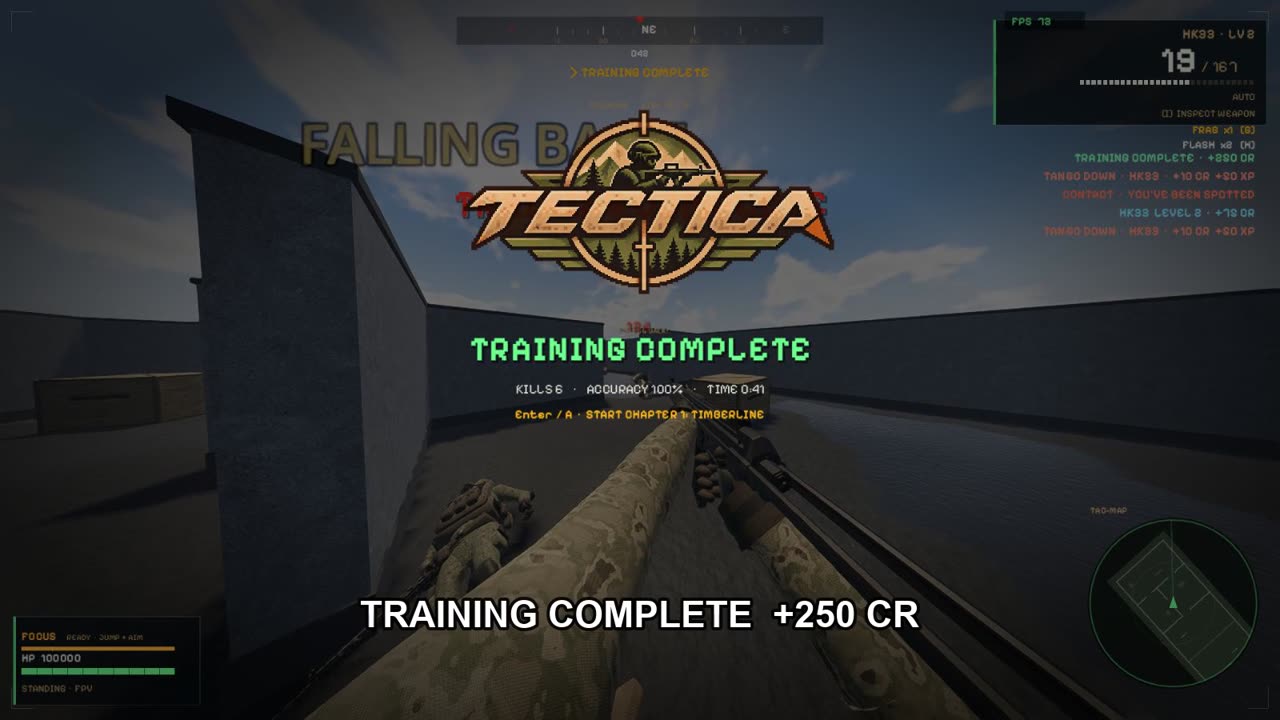 FPS 73
NE
E
048
TRAINING COMPLETE
HK33 · LV 2
19 / 167
AUTO
[I] INSPECT WEAPON
FRAG x1 [G]
FLASH x2 [H]
TRAINING COMPLETE · +250 CR
TANGO DOWN · HK33 · +10 CR +50 XP
CONTACT · YOU'VE BEEN SPOTTED
HK33 LEVEL 2 · +75 CR
TANGO DOWN · HK33 · +10 CR +50 XP
FALLING BA
TECTICA
TRAINING COMPLETE
KILLS 6 · ACCURACY 100% · TIME 0:41
Enter / A · START CHAPTER 1: TIMBERLINE
TAC-MAP
TRAINING COMPLETE +250 CR
FOCUS READY · JUMP + AIM
HP 100000
STANDING · FPV